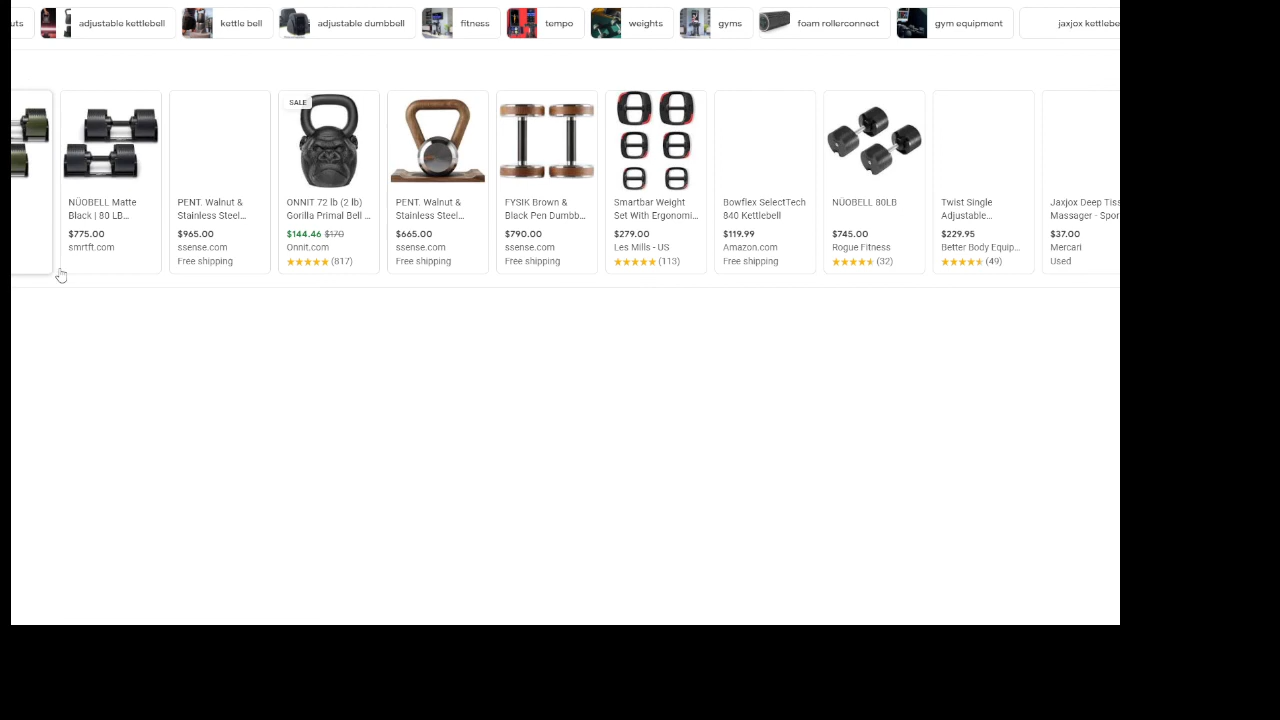 uts
adjustable kettlebell
kettle bell
adjustable dumbbell
fitness
tempo
weights
gyms
foam rollerconnect
gym equipment
jaxjox kettlebe
NÜOBELL Matte
Black | 80 LB...
$775.00
smrtft.com
PENT. Walnut &
Stainless Steel...
$965.00
ssense.com
Free shipping
SALE
ONNIT 72 lb (2 lb)
Gorilla Primal Bell ...
$144.46 $170
Onnit.com
(817)
PENT. Walnut &
Stainless Steel...
$665.00
ssense.com
Free shipping
FYSIK Brown &
Black Pen Dumbb...
$790.00
ssense.com
Free shipping
Smartbar Weight
Set With Ergonomi...
$279.00
Les Mills - US
(113)
Bowflex SelectTech
840 Kettlebell
$119.99
Amazon.com
Free shipping
NÜOBELL 80LB
$745.00
Rogue Fitness
(32)
Twist Single
Adjustable...
$229.95
Better Body Equip...
(49)
Jaxjox Deep Tiss
Massager - Spor
$37.00
Mercari
Used